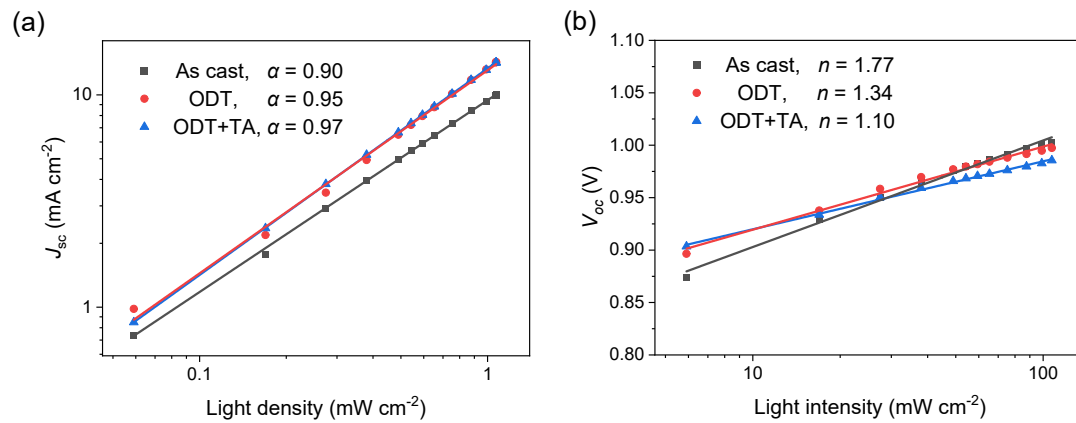 (a)
As cast, α = 0.90
ODT, α = 0.95
ODT+TA, α = 0.97
10
1
Jsc (mA cm-2)
0.1 1
Light density (mW cm-2)
(b)
As cast, n = 1.77
ODT, n = 1.34
ODT+TA, n = 1.10
1.10
1.05
1.00
0.95
0.90
0.85
0.80
Voc (V)
10 100
Light intensity (mW cm-2)